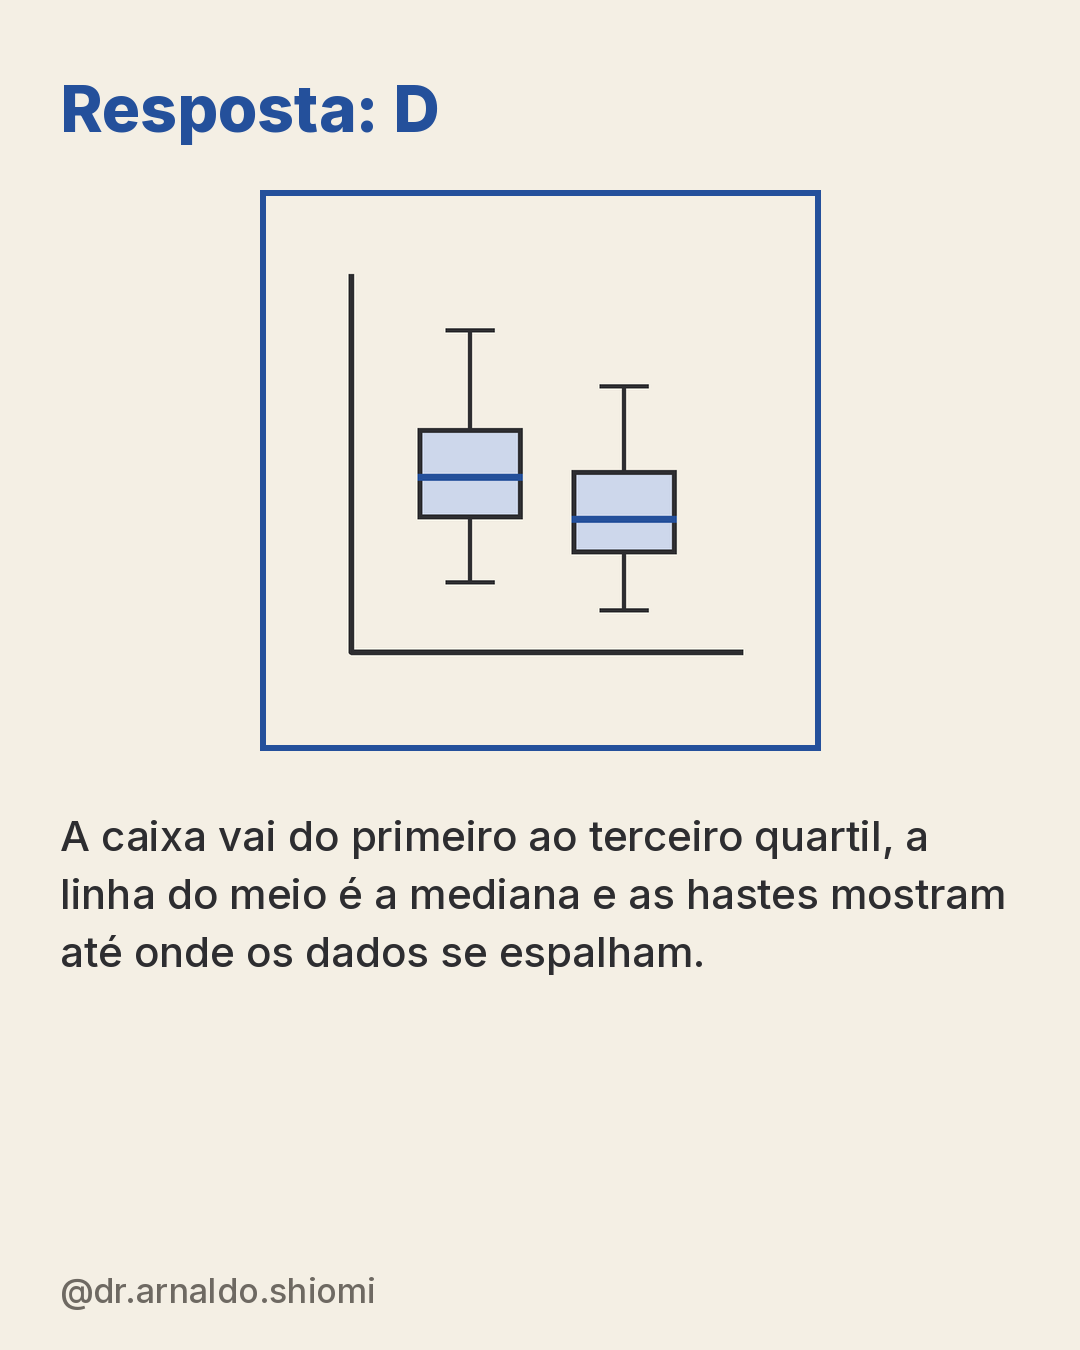 Resposta: D
A caixa vai do primeiro ao terceiro quartil, a
linha do meio é a mediana e as hastes mostram
até onde os dados se espalham.
@dr.arnaldo.shiomi